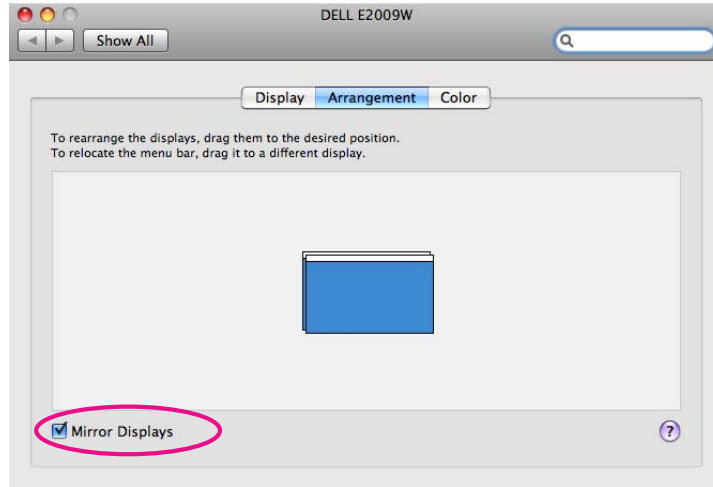 DELL E2009W
Show All
Display Arrangement Color
To rearrange the displays, drag them to the desired position.
To relocate the menu bar, drag it to a different display.
Mirror Displays
?